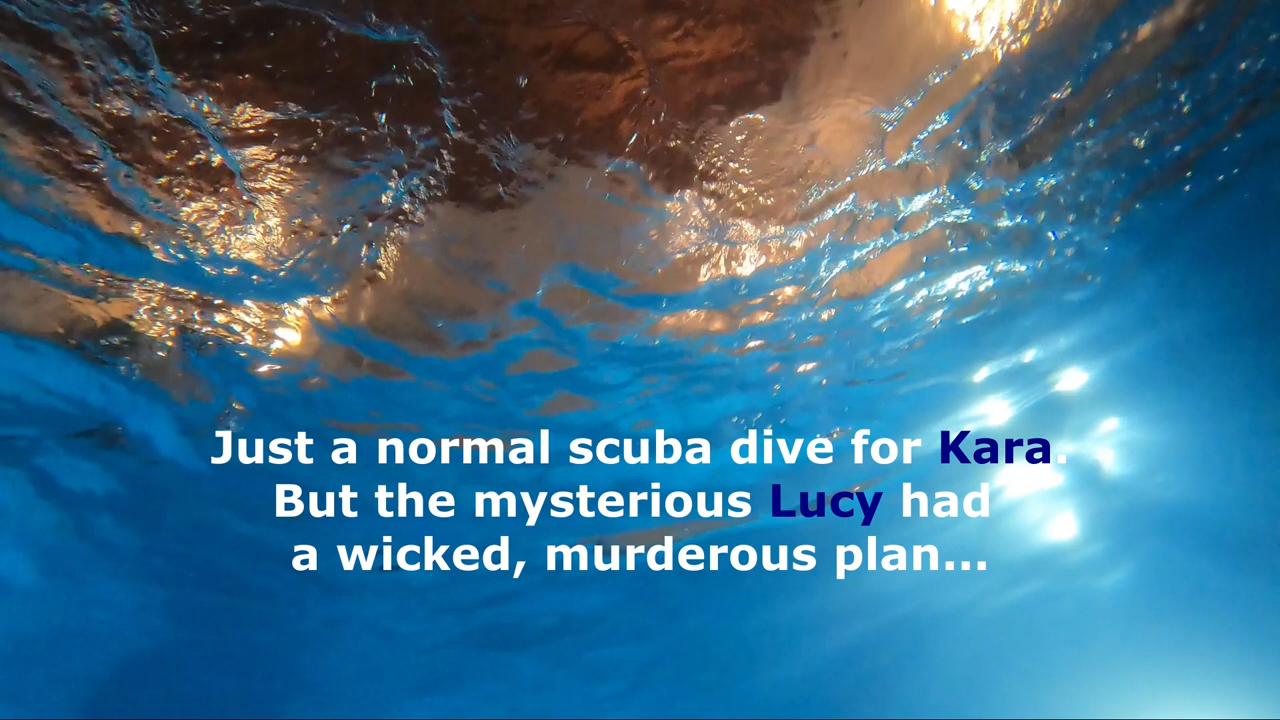 Just a normal scuba dive for Kara.
But the mysterious Lucy had
a wicked, murderous plan...